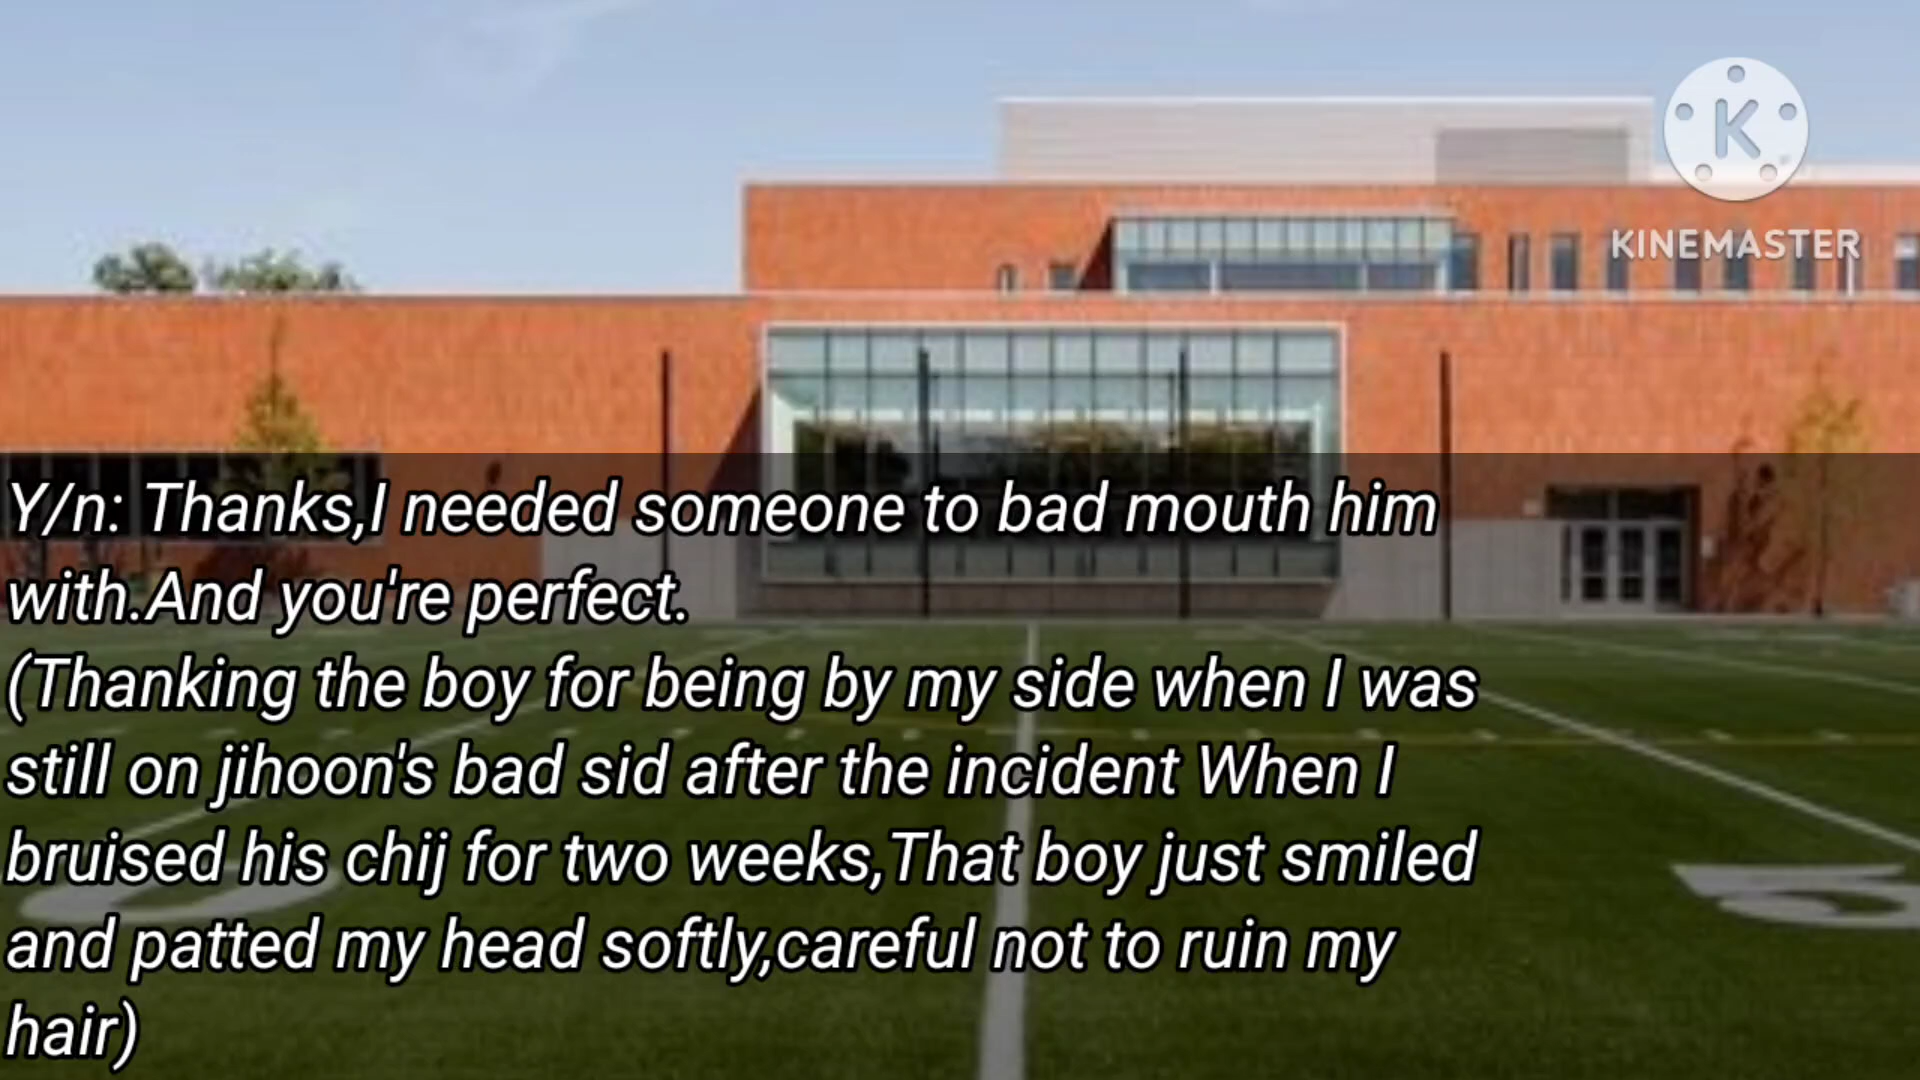 K
KINEMASTER
Y/n: Thanks,I needed someone to bad mouth him
with.And you're perfect.
(Thanking the boy for being by my side when I was
still on jihoon's bad sid after the incident When I
bruised his chij for two weeks,That boy just smiled
and patted my head softly,careful not to ruin my
hair)
5